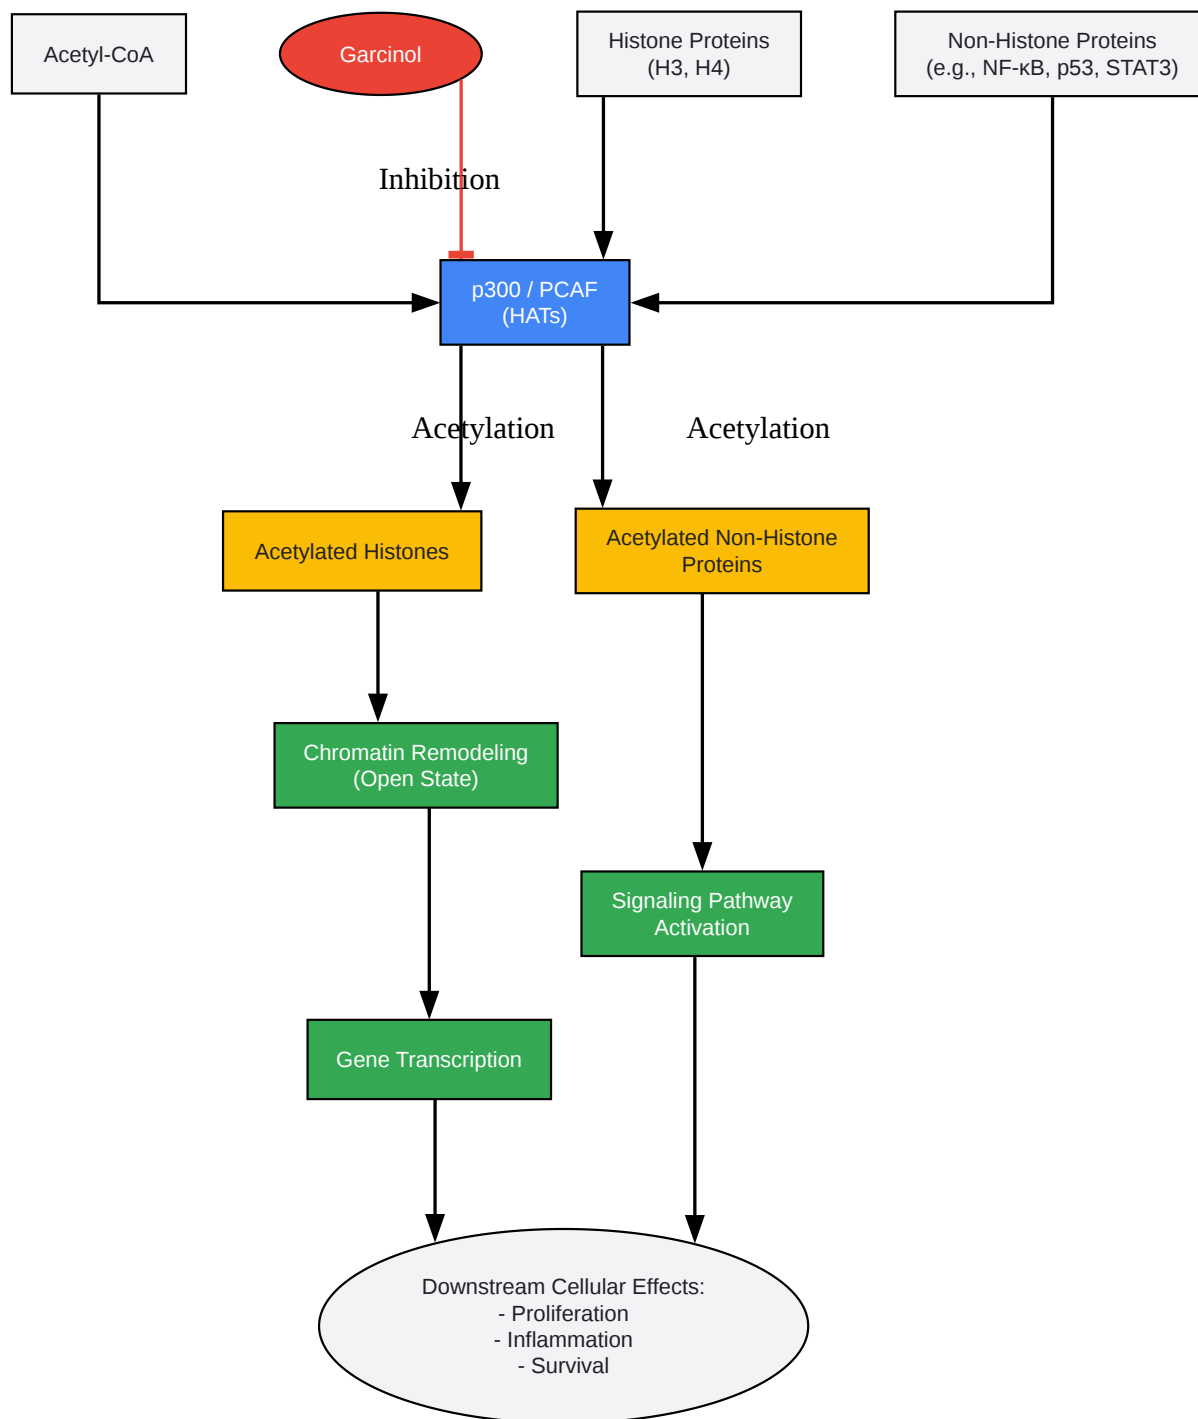 Acetyl-CoA
Garcinol
Histone Proteins
(H3, H4)
Non-Histone Proteins
(e.g., NF-κB, p53, STAT3)
Inhibition
p300 / PCAF
(HATs)
Acetylation
Acetylation
Acetylated Histones
Acetylated Non-Histone
Proteins
Chromatin Remodeling
(Open State)
Signaling Pathway
Activation
Gene Transcription
Downstream Cellular Effects:
- Proliferation
- Inflammation
- Survival